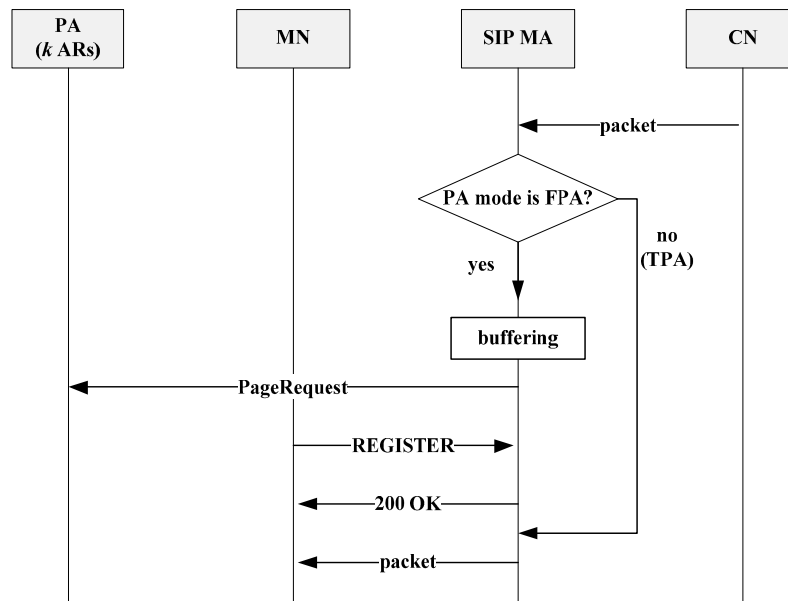 PA
(k ARs)
MN
SIP MA
CN
packet
PA mode is FPA?
no
(TPA)
yes
buffering
PageRequest
REGISTER
200 OK
packet